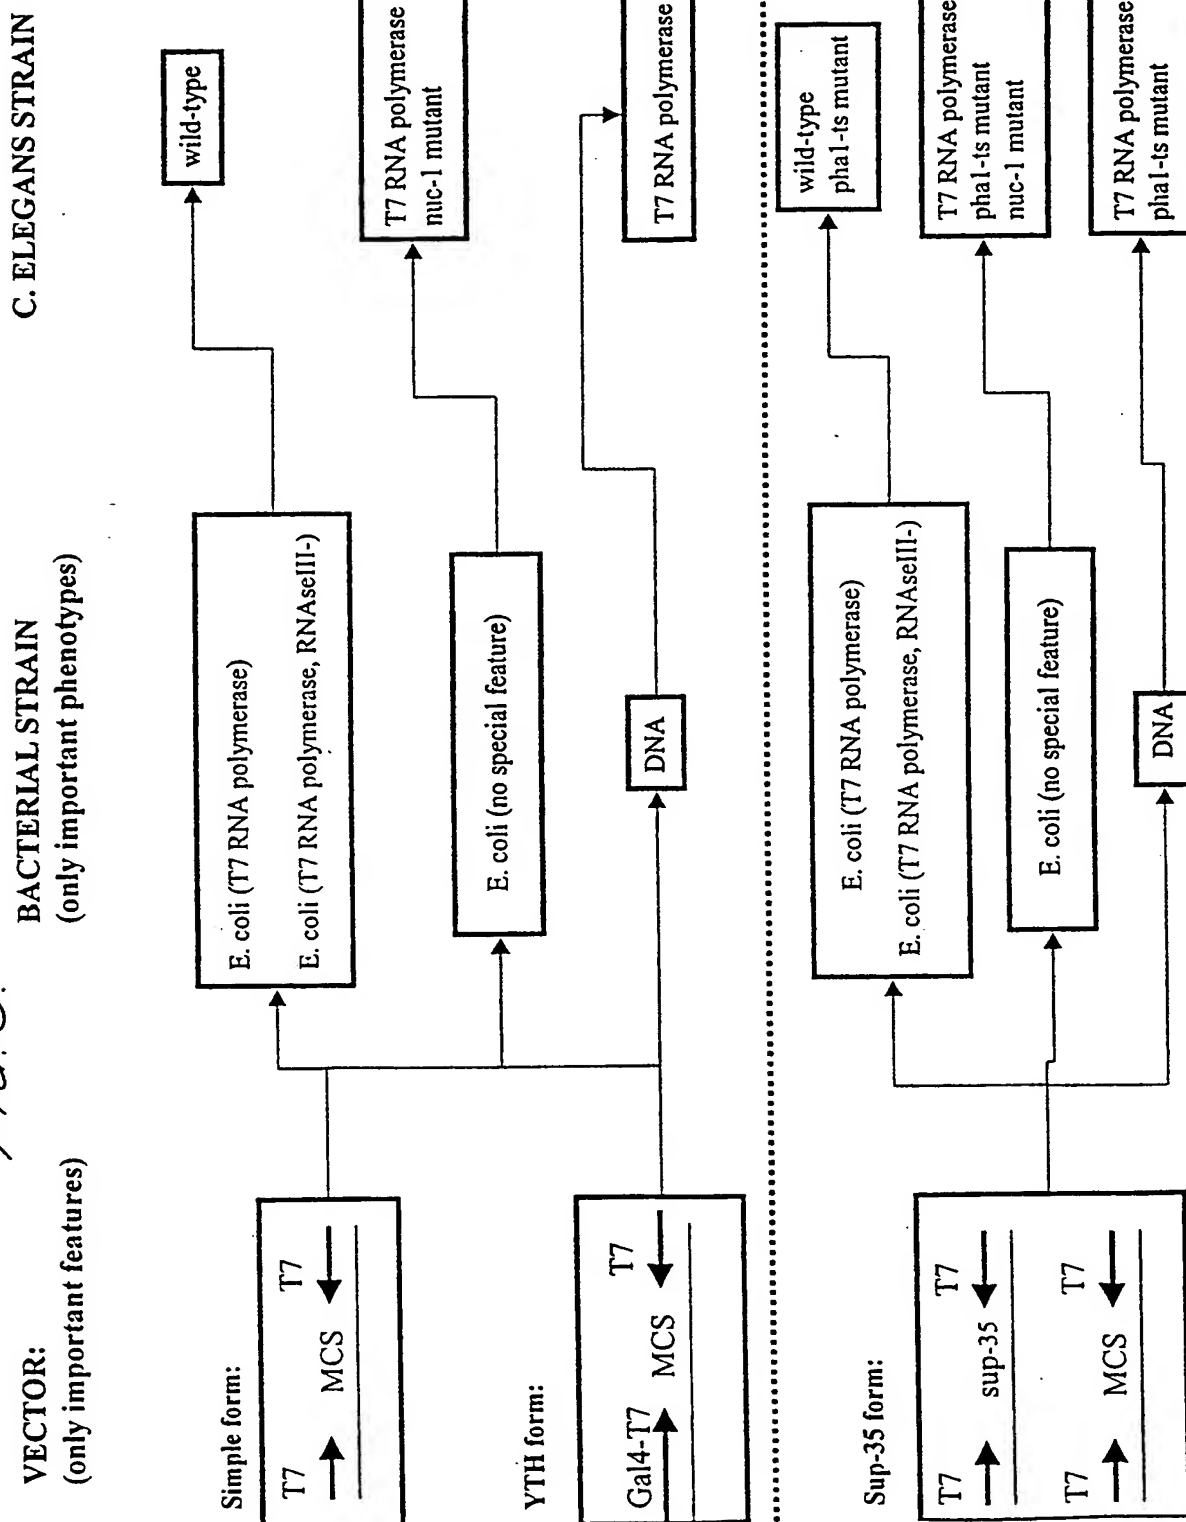 VECTOR:
(only important features)
BACTERIAL STRAIN
(only important phenotypes)
C. ELEGANS STRAIN
Simple form:
T7 T7
MCS
YTH form:
Gal4-T7 T7
MCS
E. coli (T7 RNA polymerase)
E. coli (T7 RNA polymerase, RNAseIII-)
E. coli (no special feature)
DNA
wild-type
T7 RNA polymerase
nuc-1 mutant
T7 RNA polymerase
Sup-35 form:
T7 T7
sup-35
T7 T7
MCS
E. coli (T7 RNA polymerase)
E. coli (T7 RNA polymerase, RNAseIII-)
E. coli (no special feature)
DNA
wild-type
pha1-ts mutant
T7 RNA polymerase
pha1-ts mutant
nuc-1 mutant
T7 RNA polymerase
pha1-ts mutant